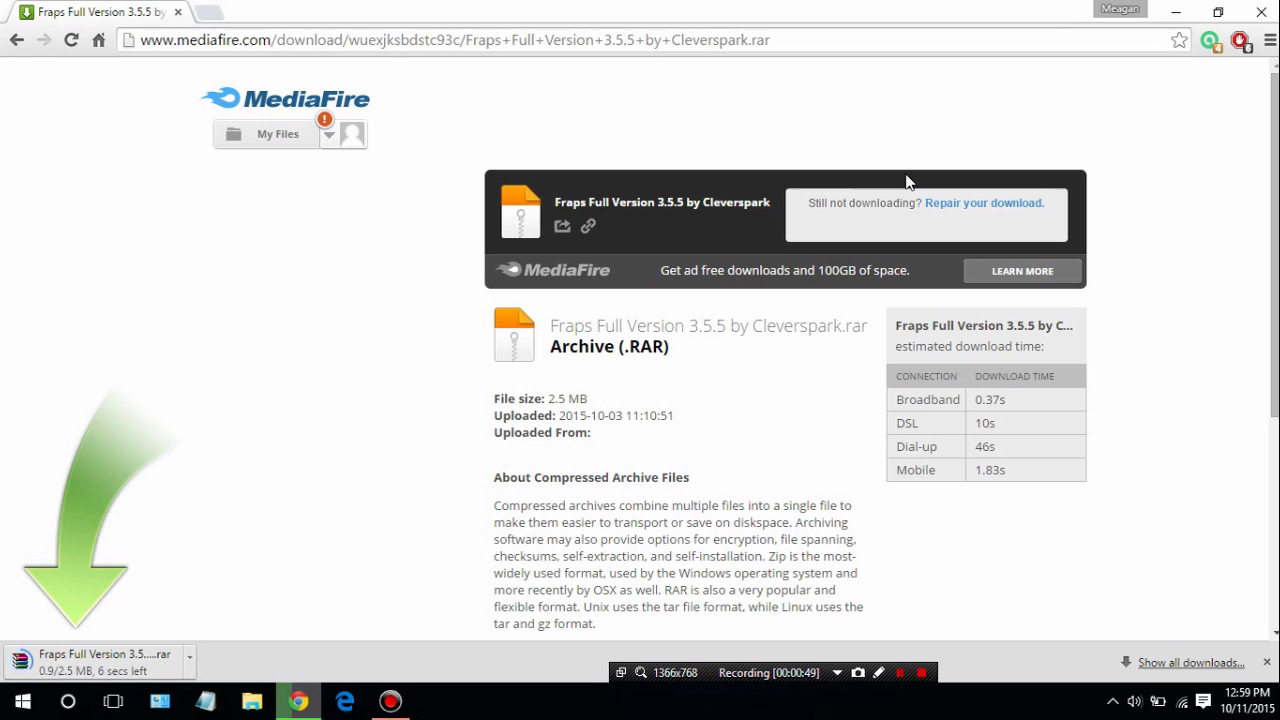 Fraps Full Version 3.5.5 by
Meagan
www.mediafire.com/download/wuexjksbdstc93c/Fraps+Full+Version+3.5.5+by+Cleverspark.rar
MediaFire
My Files
!
Fraps Full Version 3.5.5 by Cleverspark
Still not downloading? Repair your download.
MediaFire
Get ad free downloads and 100GB of space.
LEARN MORE
Fraps Full Version 3.5.5 by Cleverspark.rar
Archive (.RAR)
File size: 2.5 MB
Uploaded: 2015-10-03 11:10:51
Uploaded From:
About Compressed Archive Files
Compressed archives combine multiple files into a single file to
make them easier to transport or save on diskspace. Archiving
software may also provide options for encryption, file spanning,
checksums, self-extraction, and self-installation. Zip is the most-
widely used format, used by the Windows operating system and
more recently by OSX as well. RAR is also a very popular and
flexible format. Unix uses the tar file format, while Linux uses the
tar and gz format.
Fraps Full Version 3.5.5 by C...
estimated download time:
CONNECTION DOWNLOAD TIME
Broadband 0.37s
DSL 10s
Dial-up 46s
Mobile 1.83s
Fraps Full Version 3.5.....rar
0.9/2.5 MB, 6 secs left
1366x768
Recording [00:00:49]
Show all downloads...
12:59 PM
10/11/2015